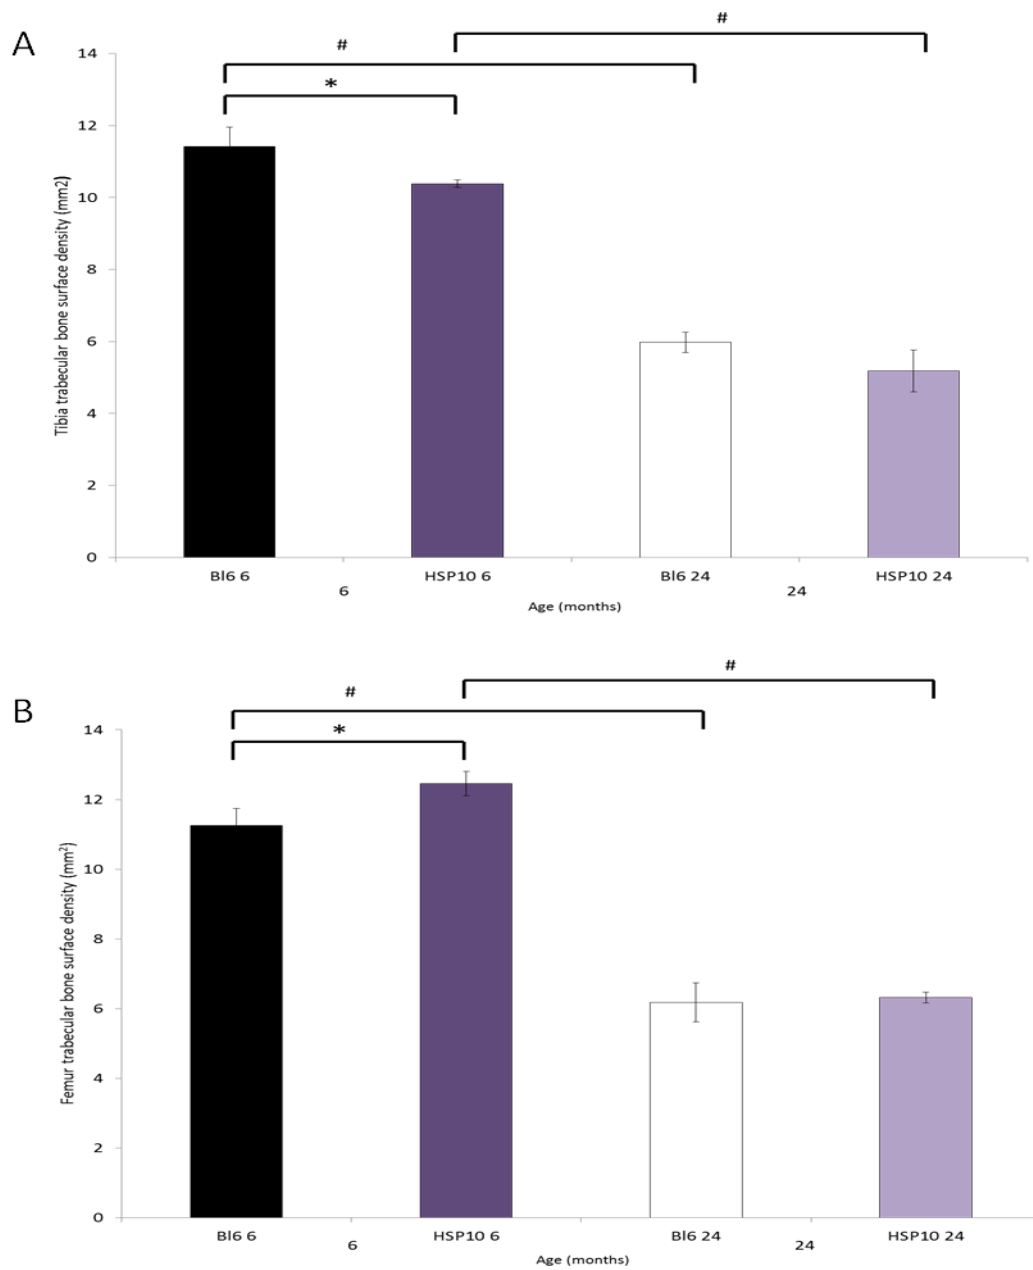 A
#
#
*
14
12
10
8
6
4
2
0
Tibia trabecular bone surface density (mm2)
Bl6 6
HSP10 6
Bl6 24
HSP10 24
6
24
Age (months)
B
#
#
*
14
12
10
8
6
4
2
0
Femur trabecular bone surface density (mm²)
Bl6 6
HSP10 6
Bl6 24
HSP10 24
6
24
Age (months)